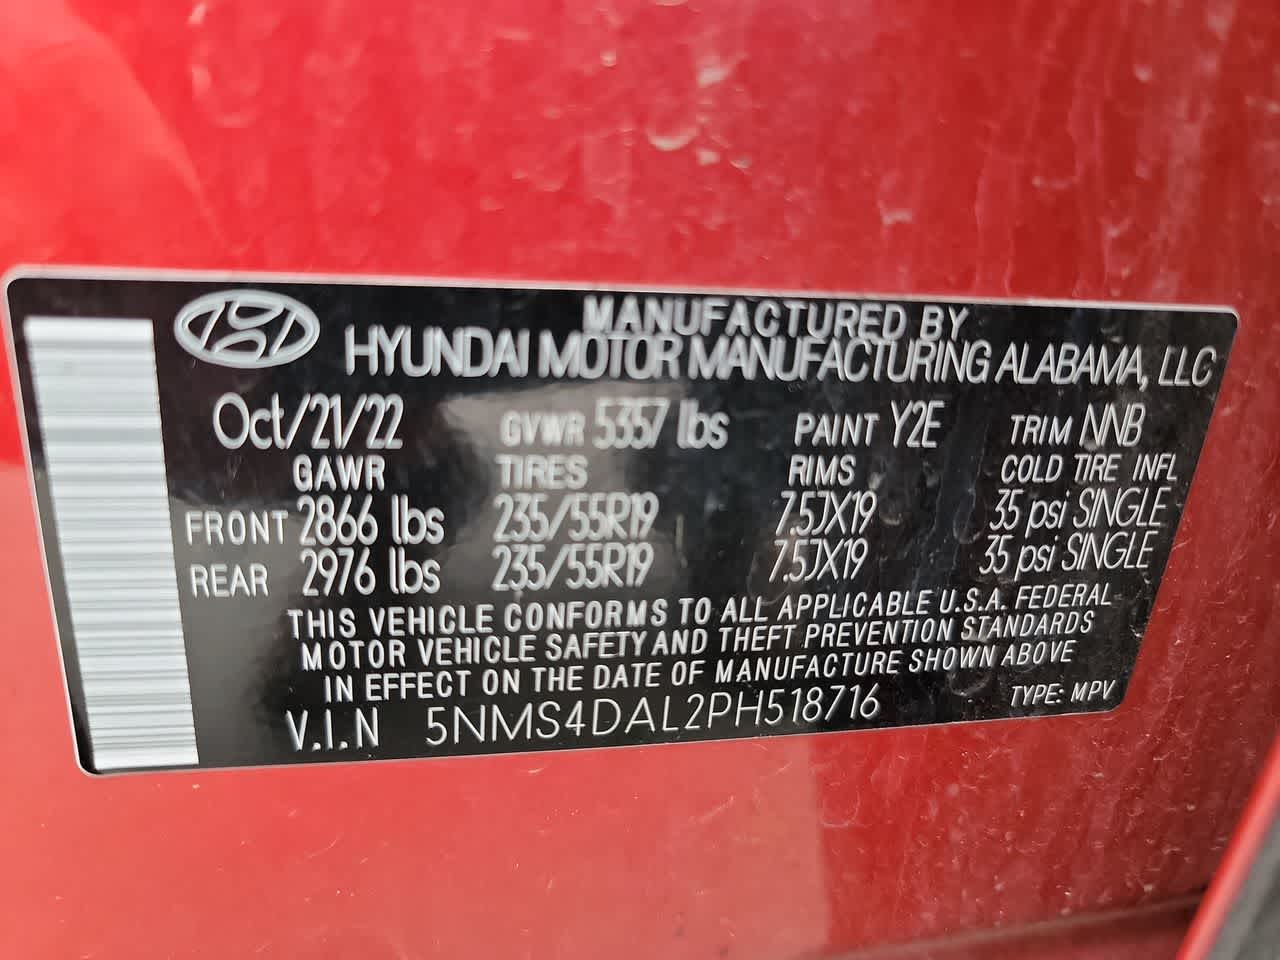 MANUFACTURED BY
HYUNDAI MOTOR MANUFACTURING ALABAMA, LLC
Oct/21/22 GVWR 5357 lbs PAINT Y2E TRIM NNB
GAWR TIRES RIMS COLD TIRE INFL
FRONT 2866 lbs 235/55R19 7.5JX19 35 psi SINGLE
REAR 2976 lbs 235/55R19 7.5JX19 35 psi SINGLE
THIS VEHICLE CONFORMS TO ALL APPLICABLE U.S.A. FEDERAL
MOTOR VEHICLE SAFETY AND THEFT PREVENTION STANDARDS
IN EFFECT ON THE DATE OF MANUFACTURE SHOWN ABOVE
V.I.N 5NMS4DAL2PH518716 TYPE: MPV